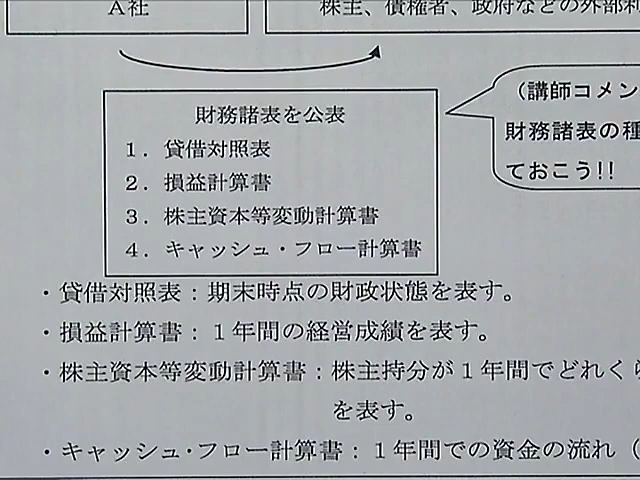 A社
株主、債権者、政府などの外部利
財務諸表を公表
1．貸借対照表
2．損益計算書
3．株主資本等変動計算書
4．キャッシュ・フロー計算書
（講師コメン
財務諸表の種
ておこう!!
・貸借対照表：期末時点の財政状態を表す。
・損益計算書：１年間の経営成績を表す。
・株主資本等変動計算書：株主持分が１年間でどれくら
を表す。
・キャッシュ・フロー計算書：１年間での資金の流れ（